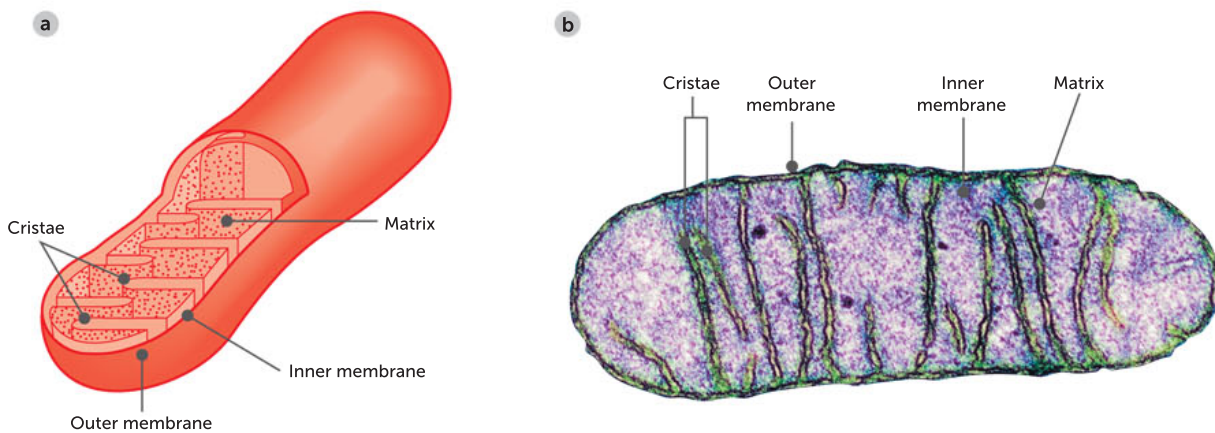 a
Cristae
Matrix
Inner membrane
Outer membrane
b
Cristae
Outer
membrane
Inner
membrane
Matrix